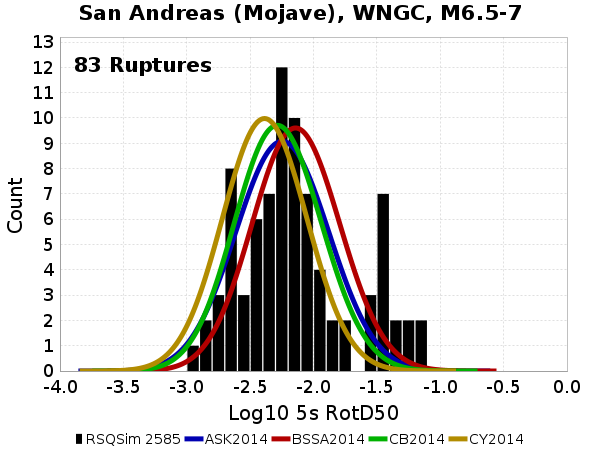 San Andreas (Mojave), WNGC, M6.5-7
83 Ruptures
Count
13
12
11
10
9
8
7
6
5
4
3
2
1
0
-4.0 -3.5 -3.0 -2.5 -2.0 -1.5 -1.0 -0.5 0.0
Log10 5s RotD50
RSQSim 2585 ASK2014 BSSA2014 CB2014 CY2014